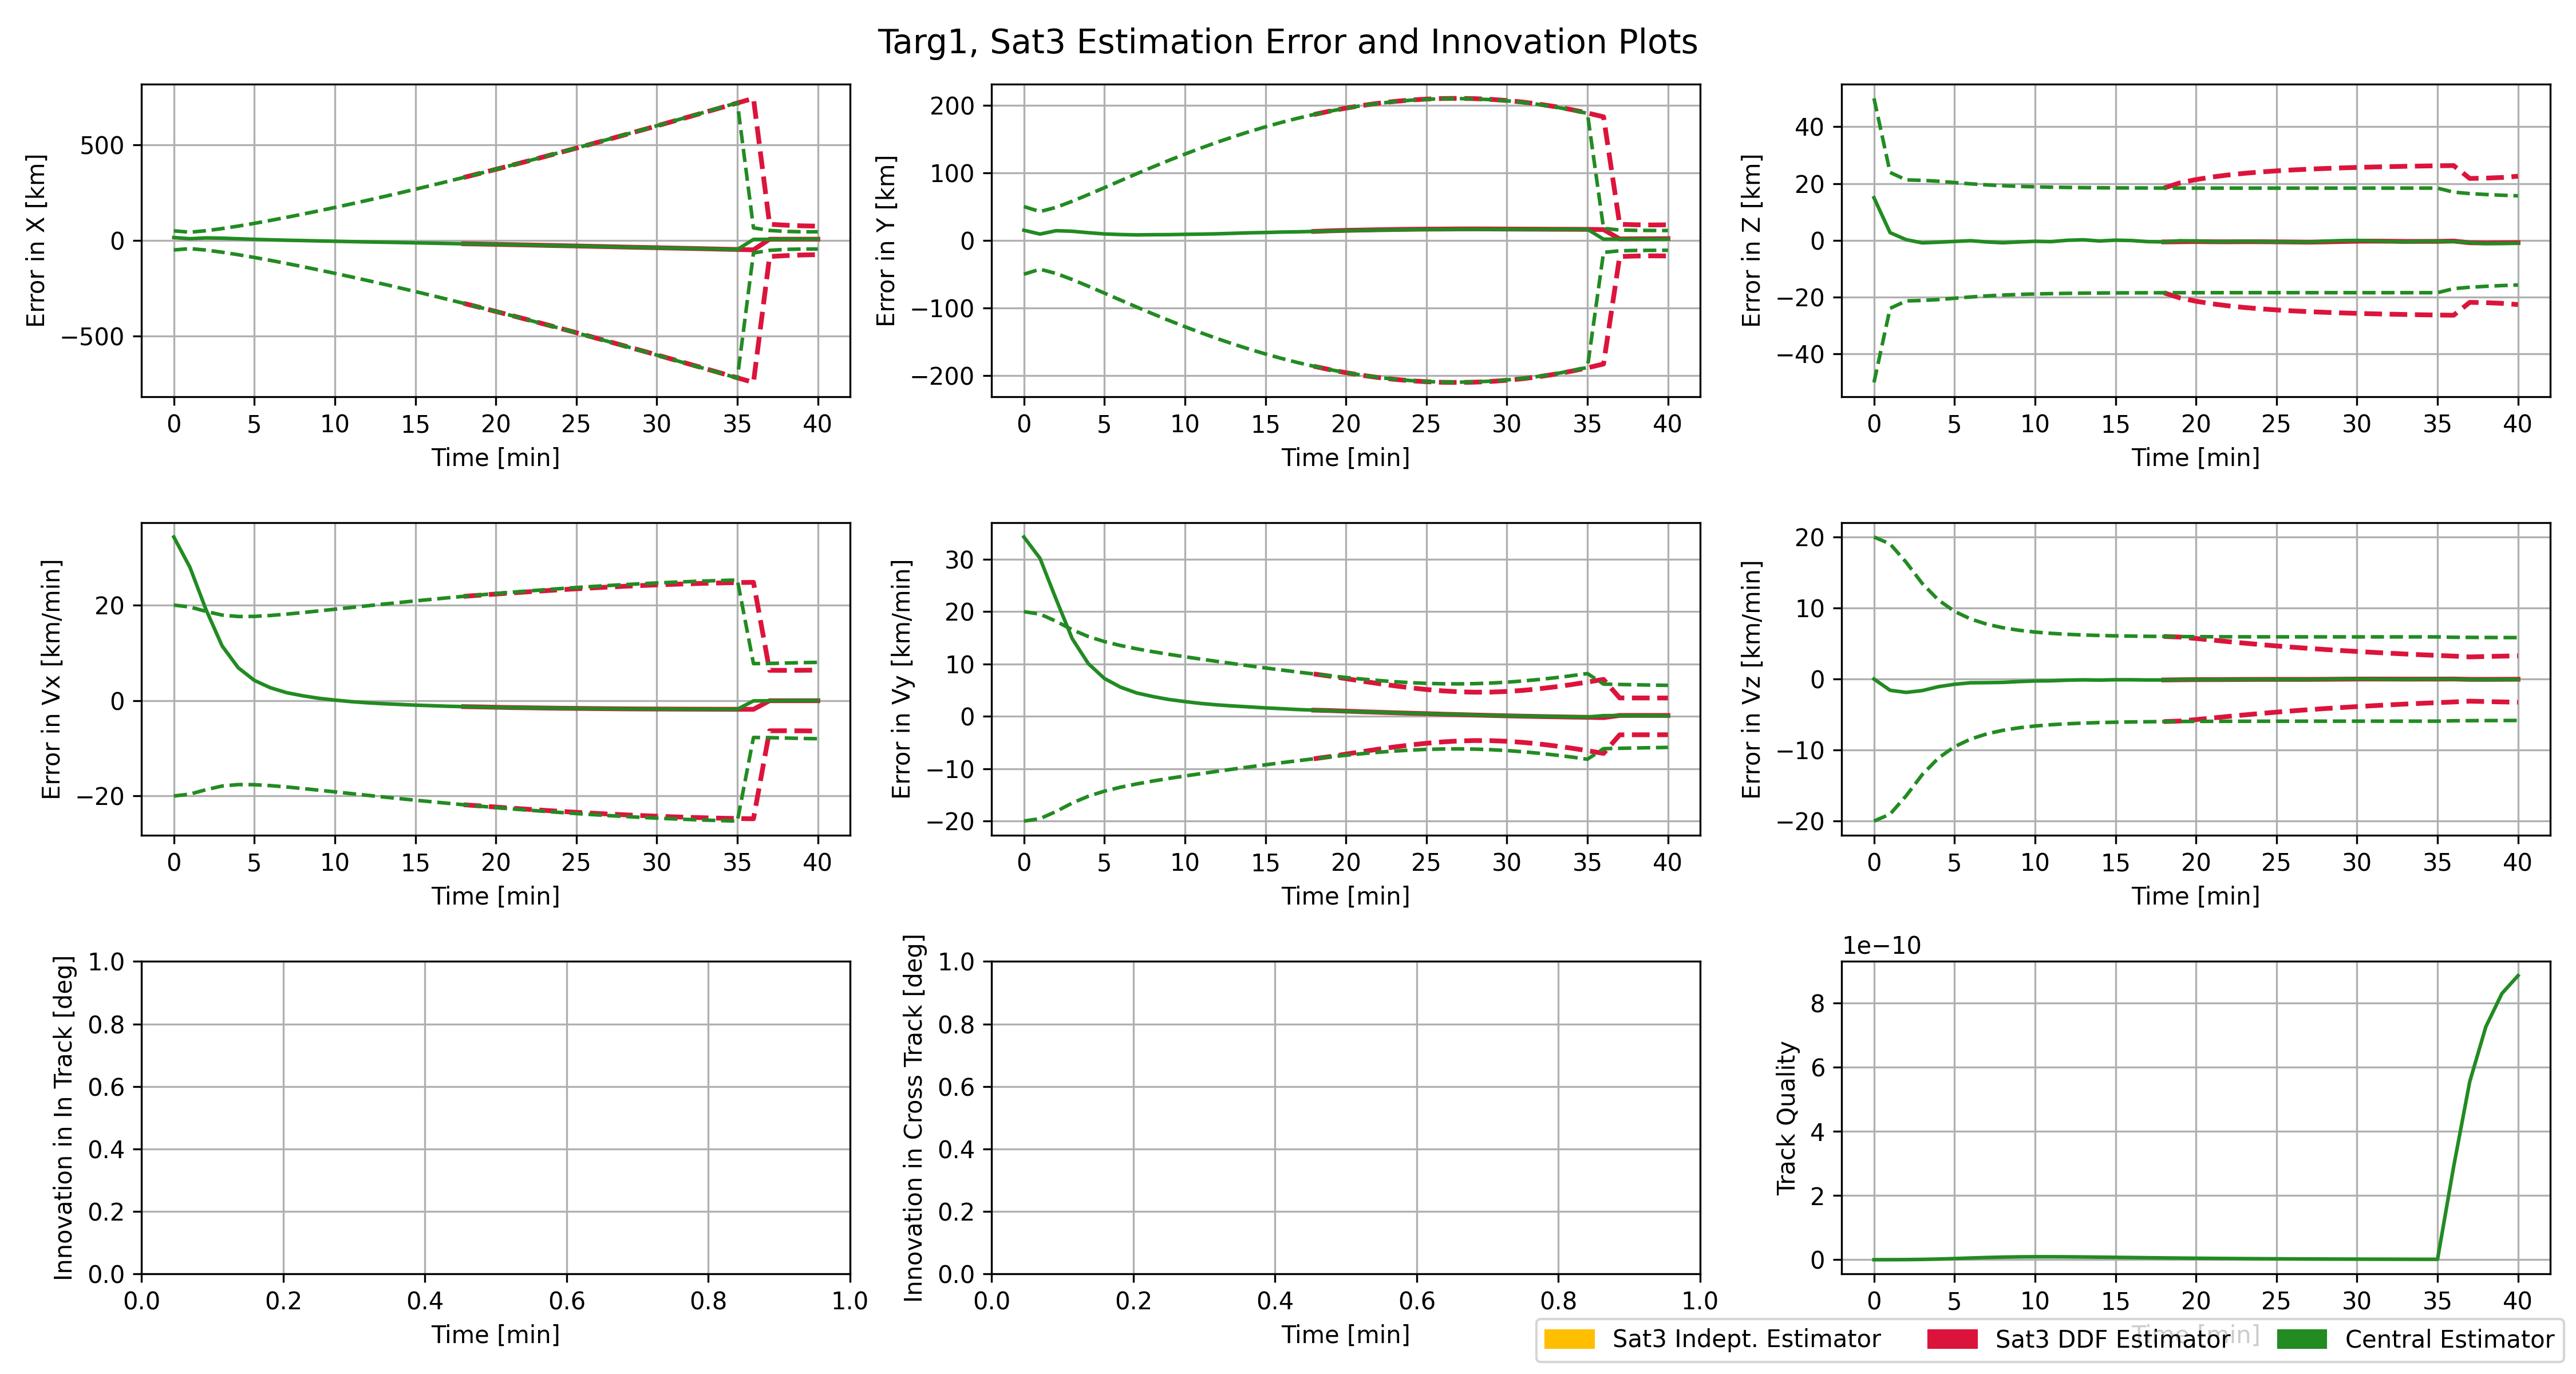 Targ1, Sat3 Estimation Error and Innovation Plots
Error in X [km]
500
0
−500
0 5 10 15 20 25 30 35 40
Time [min]
Error in Y [km]
200
100
0
−100
−200
0 5 10 15 20 25 30 35 40
Time [min]
Error in Z [km]
40
20
0
−20
−40
0 5 10 15 20 25 30 35 40
Time [min]
Error in Vx [km/min]
20
0
−20
0 5 10 15 20 25 30 35 40
Time [min]
Error in Vy [km/min]
30
20
10
0
−10
−20
0 5 10 15 20 25 30 35 40
Time [min]
Error in Vz [km/min]
20
10
0
−10
−20
0 5 10 15 20 25 30 35 40
Time [min]
Innovation in In Track [deg]
1.0
0.8
0.6
0.4
0.2
0.0
0.0 0.2 0.4 0.6 0.8 1.0
Time [min]
Innovation in Cross Track [deg]
1.0
0.8
0.6
0.4
0.2
0.0
0.0 0.2 0.4 0.6 0.8 1.0
Time [min]
1e−10
Track Quality
8
6
4
2
0
0 5 10 15 20 25 30 35 40
Time [min]
Sat3 Indept. Estimator Sat3 DDF Estimator Central Estimator